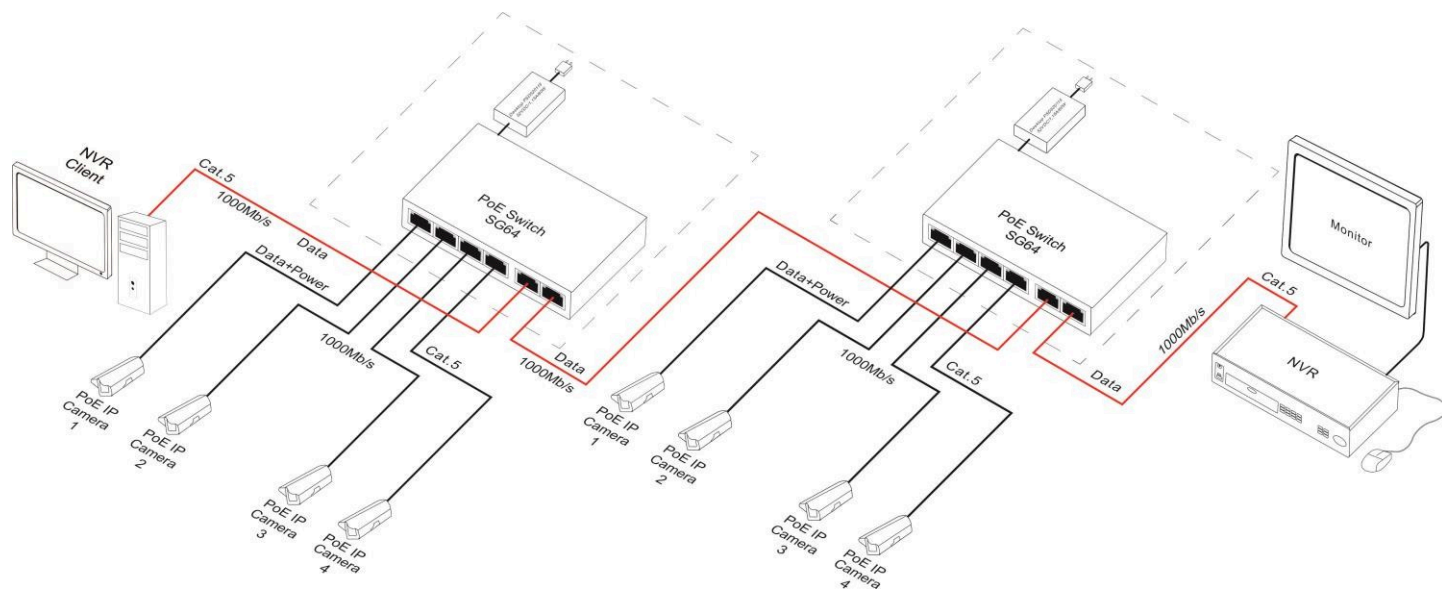 NVR
Client
Cat.5
1000Mb/s
Data
Data+Power
PoE Switch
SG64
1000Mb/s
Cat.5
Data
1000Mb/s
PoE IP
Camera
1
PoE IP
Camera
2
PoE IP
Camera
3
PoE IP
Camera
4
PoE Switch
SG64
Data+Power
1000Mb/s
Cat.5
Data
1000Mb/s
Cat.5
PoE IP
Camera
1
PoE IP
Camera
2
PoE IP
Camera
3
PoE IP
Camera
4
Monitor
NVR